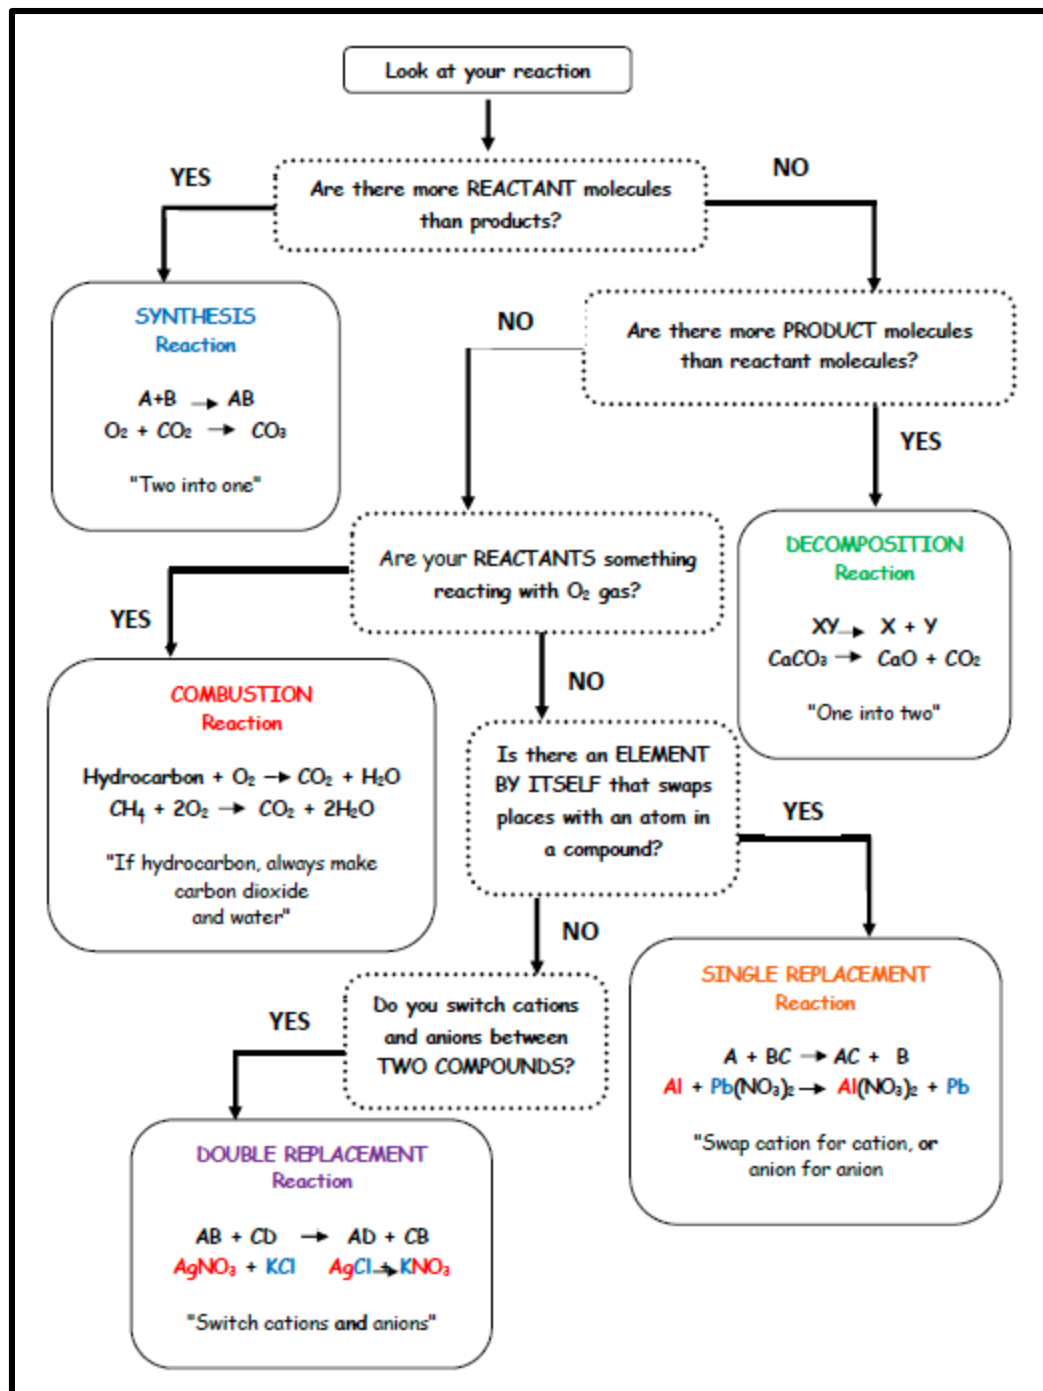 Look at your reaction
YES
NO
Are there more REACTANT molecules
than products?
SYNTHESIS
Reaction
A+B → AB
O₂ + CO₂ → CO₃
"Two into one"
NO
Are there more PRODUCT molecules
than reactant molecules?
YES
Are your REACTANTS something
reacting with O₂ gas?
YES
NO
DECOMPOSITION
Reaction
XY → X + Y
CaCO₃ → CaO + CO₂
"One into two"
COMBUSTION
Reaction
Hydrocarbon + O₂ → CO₂ + H₂O
CH₄ + 2O₂ → CO₂ + 2H₂O
"If hydrocarbon, always make
carbon dioxide
and water"
Is there an ELEMENT
BY ITSELF that swaps
places with an atom in
a compound?
YES
NO
SINGLE REPLACEMENT
Reaction
A + BC → AC + B
Al + Pb(NO₃)₂ → Al(NO₃)₂ + Pb
"Swap cation for cation, or
anion for anion
Do you switch cations
and anions between
TWO COMPOUNDS?
YES
DOUBLE REPLACEMENT
Reaction
AB + CD → AD + CB
AgNO₃ + KCl AgCl + → KNO₃
"Switch cations and anions"